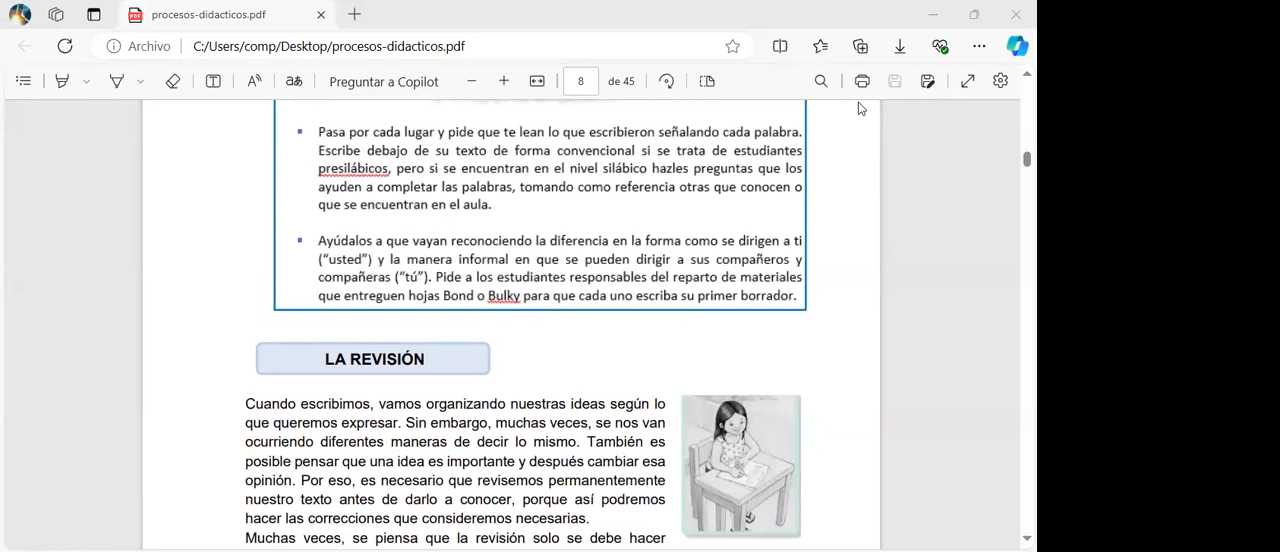 procesos-didacticos.pdf
Archivo
C:/Users/comp/Desktop/procesos-didacticos.pdf
Preguntar a Copilot
8
de 45
Pasa por cada lugar y pide que te lean lo que escribieron señalando cada palabra.
Escribe debajo de su texto de forma convencional si se trata de estudiantes
presilábicos, pero si se encuentran en el nivel silábico hazles preguntas que los
ayuden a completar las palabras, tomando como referencia otras que conocen o
que se encuentran en el aula.
Ayúdalos a que vayan reconociendo la diferencia en la forma como se dirigen a ti
(“usted”) y la manera informal en que se pueden dirigir a sus compañeros y
compañeras (“tú”). Pide a los estudiantes responsables del reparto de materiales
que entreguen hojas Bond o Bulky para que cada uno escriba su primer borrador.
LA REVISIÓN
Cuando escribimos, vamos organizando nuestras ideas según lo
que queremos expresar. Sin embargo, muchas veces, se nos van
ocurriendo diferentes maneras de decir lo mismo. También es
posible pensar que una idea es importante y después cambiar esa
opinión. Por eso, es necesario que revisemos permanentemente
nuestro texto antes de darlo a conocer, porque así podremos
hacer las correcciones que consideremos necesarias.
Muchas veces, se piensa que la revisión solo se debe hacer